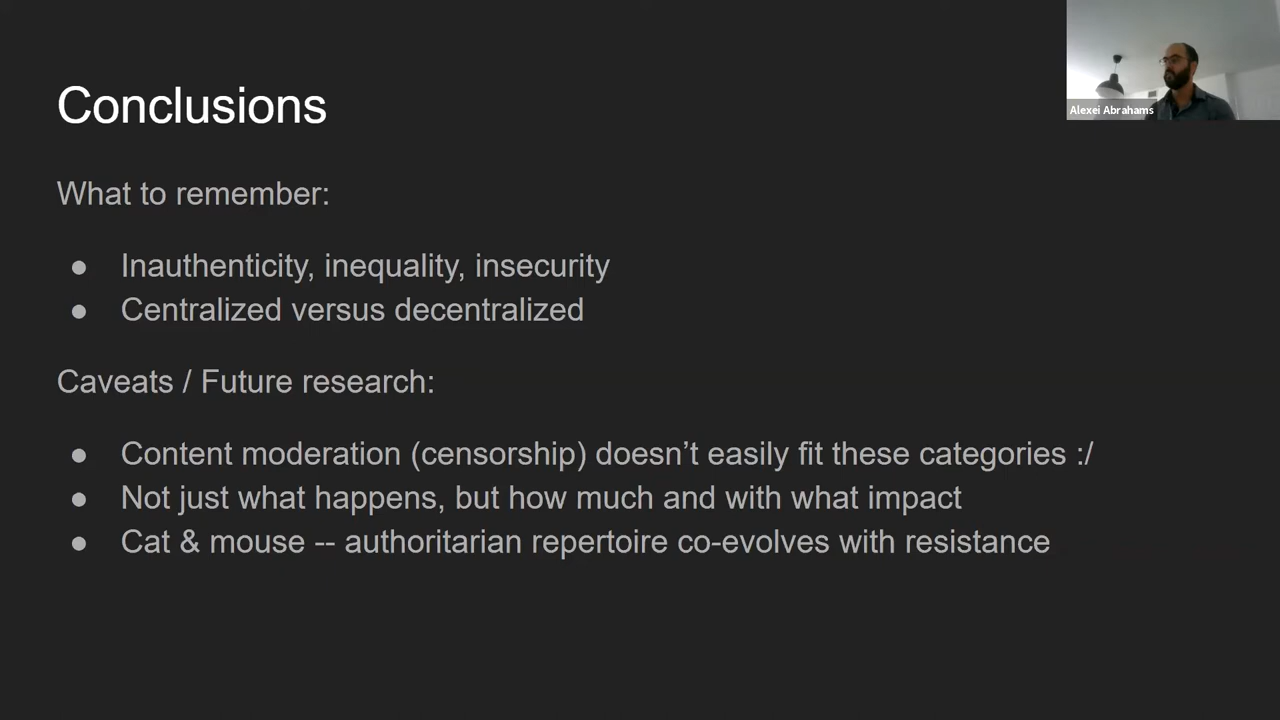 Alexei Abrahams
Conclusions
What to remember:
● Inauthenticity, inequality, insecurity
● Centralized versus decentralized
Caveats / Future research:
● Content moderation (censorship) doesn’t easily fit these categories :/
● Not just what happens, but how much and with what impact
● Cat & mouse -- authoritarian repertoire co-evolves with resistance